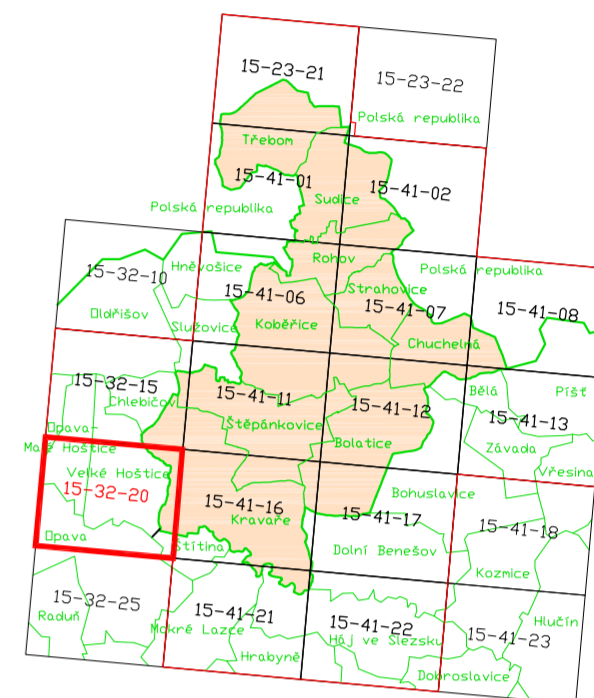 15-23-21
15-23-22
Polská republika
Třebom
15-41-01
15-41-02
Sudice
Polská republika
Rohov
Hněvošice
15-32-10
Polská republika
Strahovice
15-41-06
15-41-07
15-41-08
Oldřišov
Služovice
Kobeřice
Chuchelná
15-32-15
15-41-11
Chlebičov
15-41-12
Bělá
Píšť
15-41-13
Štěpánkovice
Opava-
Malé Hoštice
Bolatice
Závada
Velké Hoštice
Vřesina
15-32-20
15-41-16
Bohuslavice
Kravaře
15-41-17
15-41-18
Opava
Štítina
Dolní Benešov
Kozmice
15-32-25
15-41-21
Raduň
15-41-22
Hlučín
Mokré Lazce
Háj ve Slezsku
15-41-23
Hrabyně
Dobroslavice